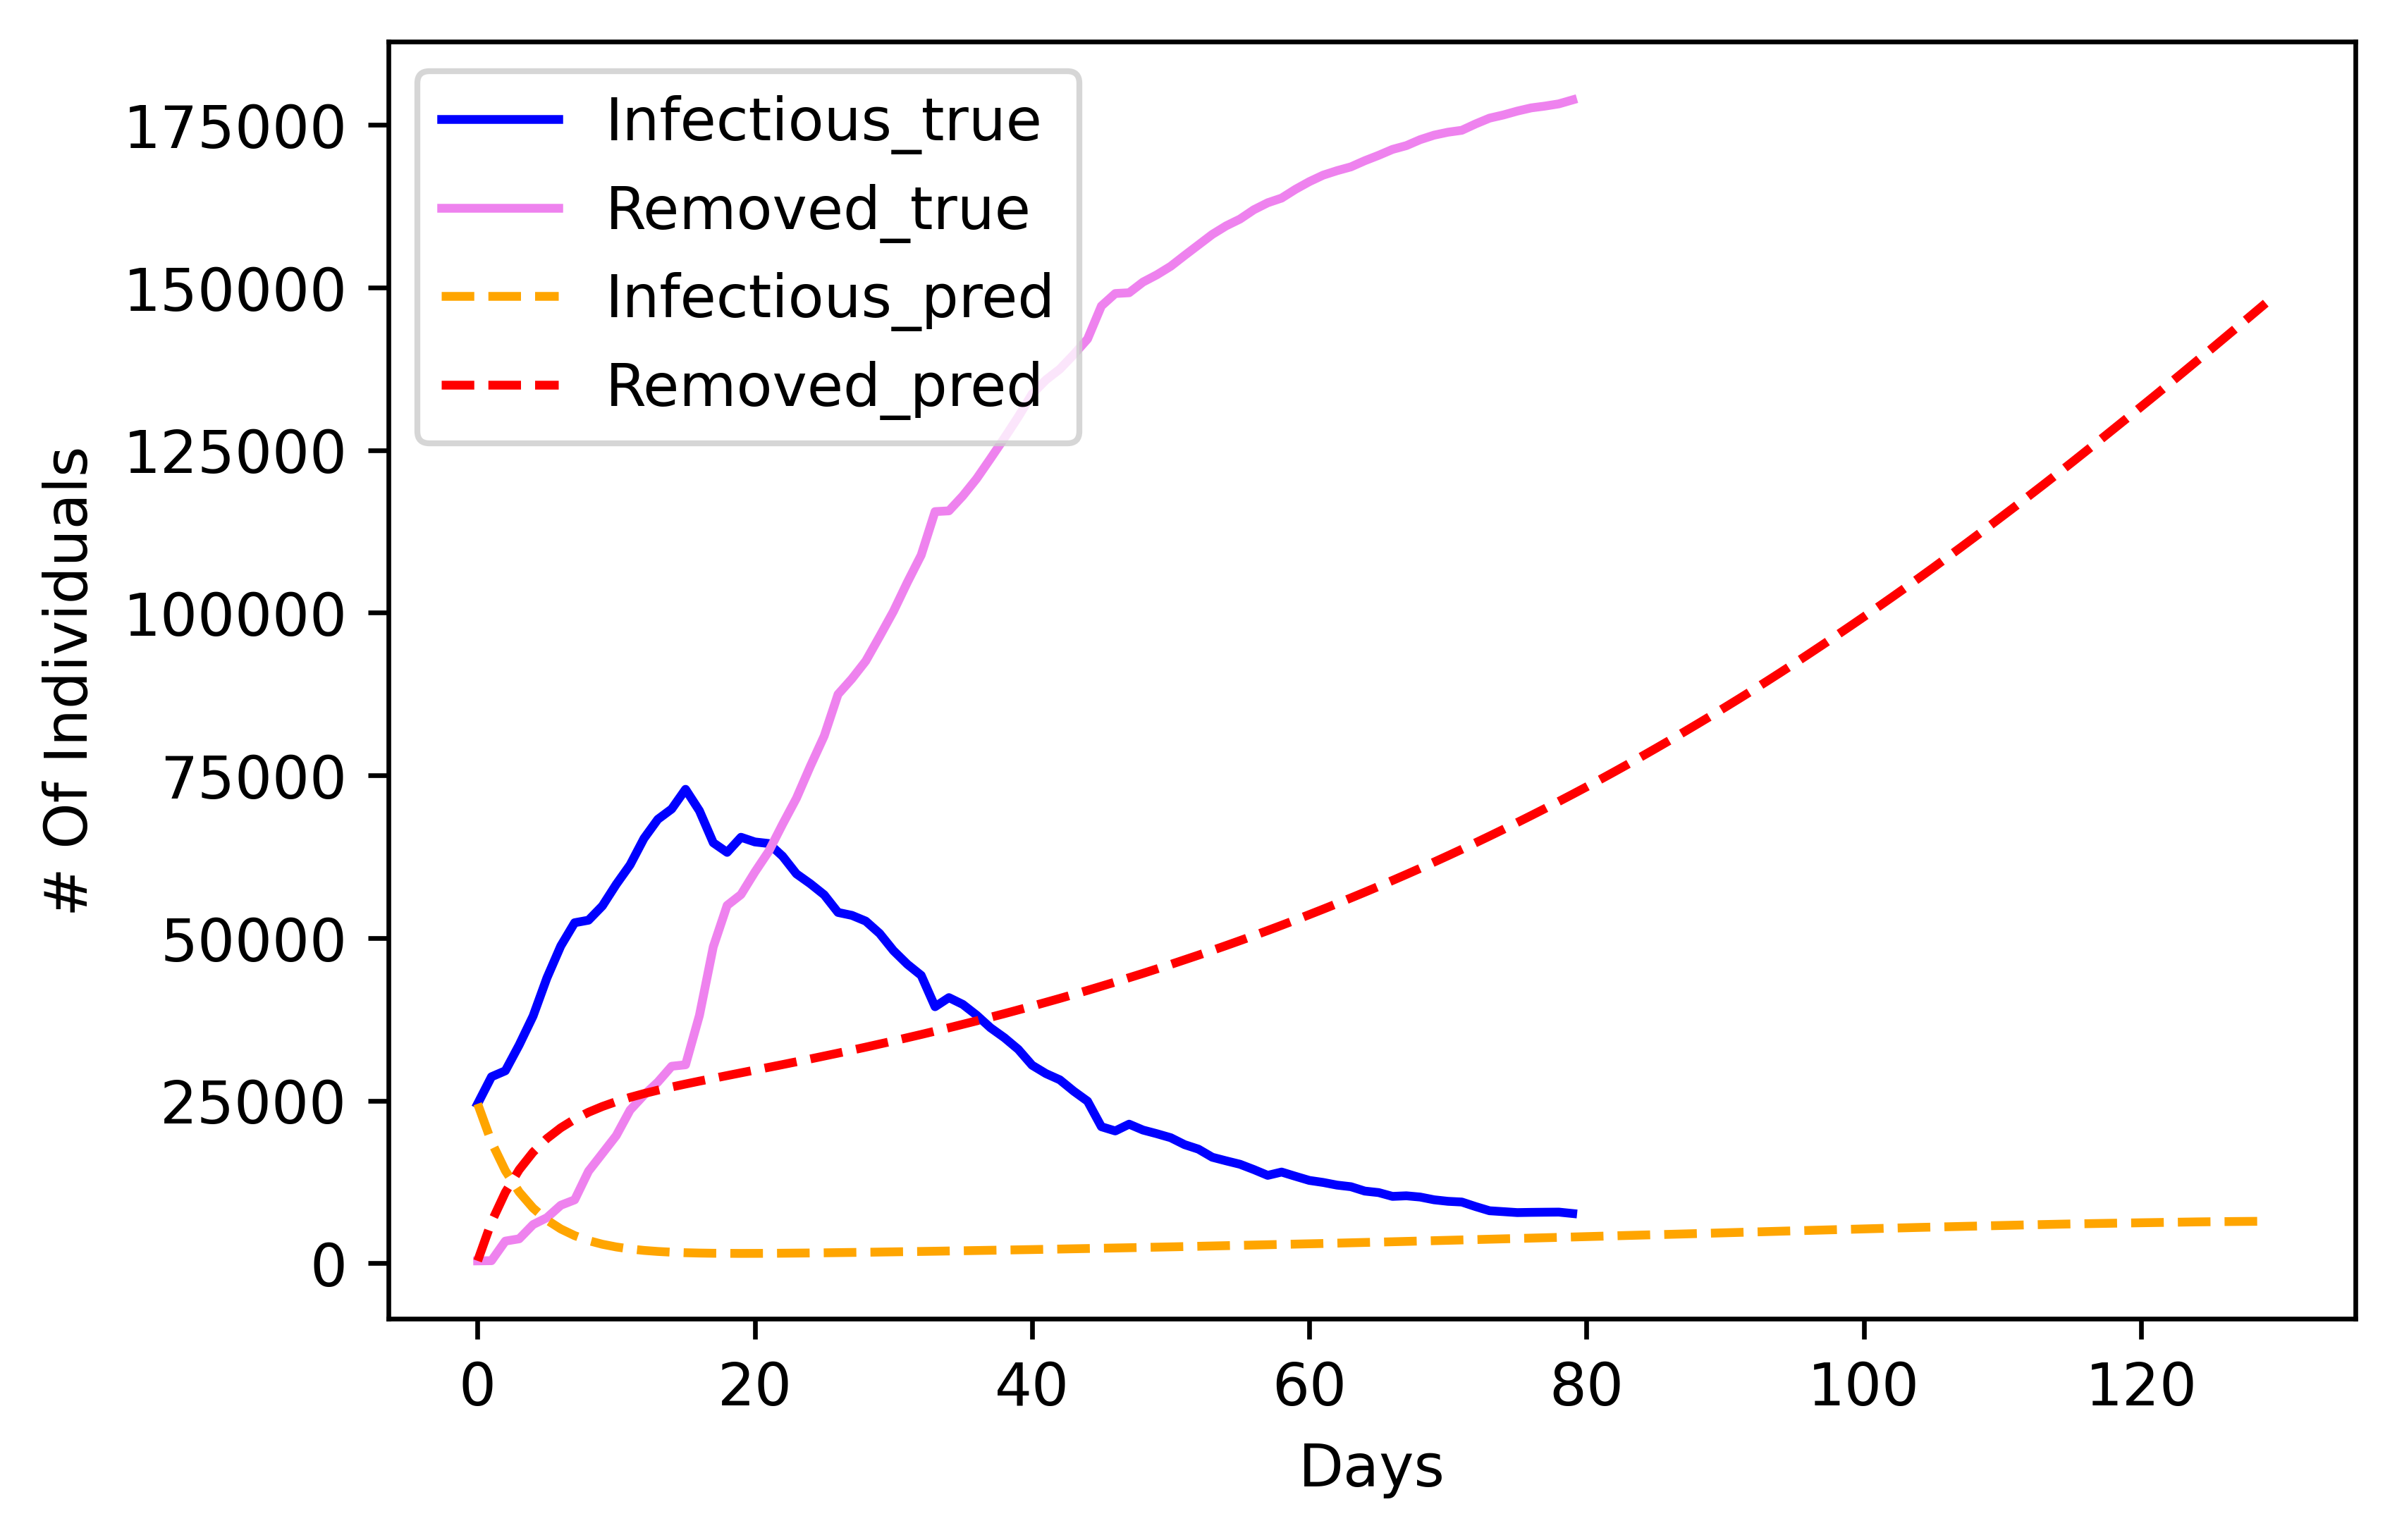 Infectious_true
Removed_true
Infectious_pred
Removed_pred
175000
150000
125000
100000
75000
50000
25000
0
# Of Individuals
0 20 40 60 80 100 120
Days